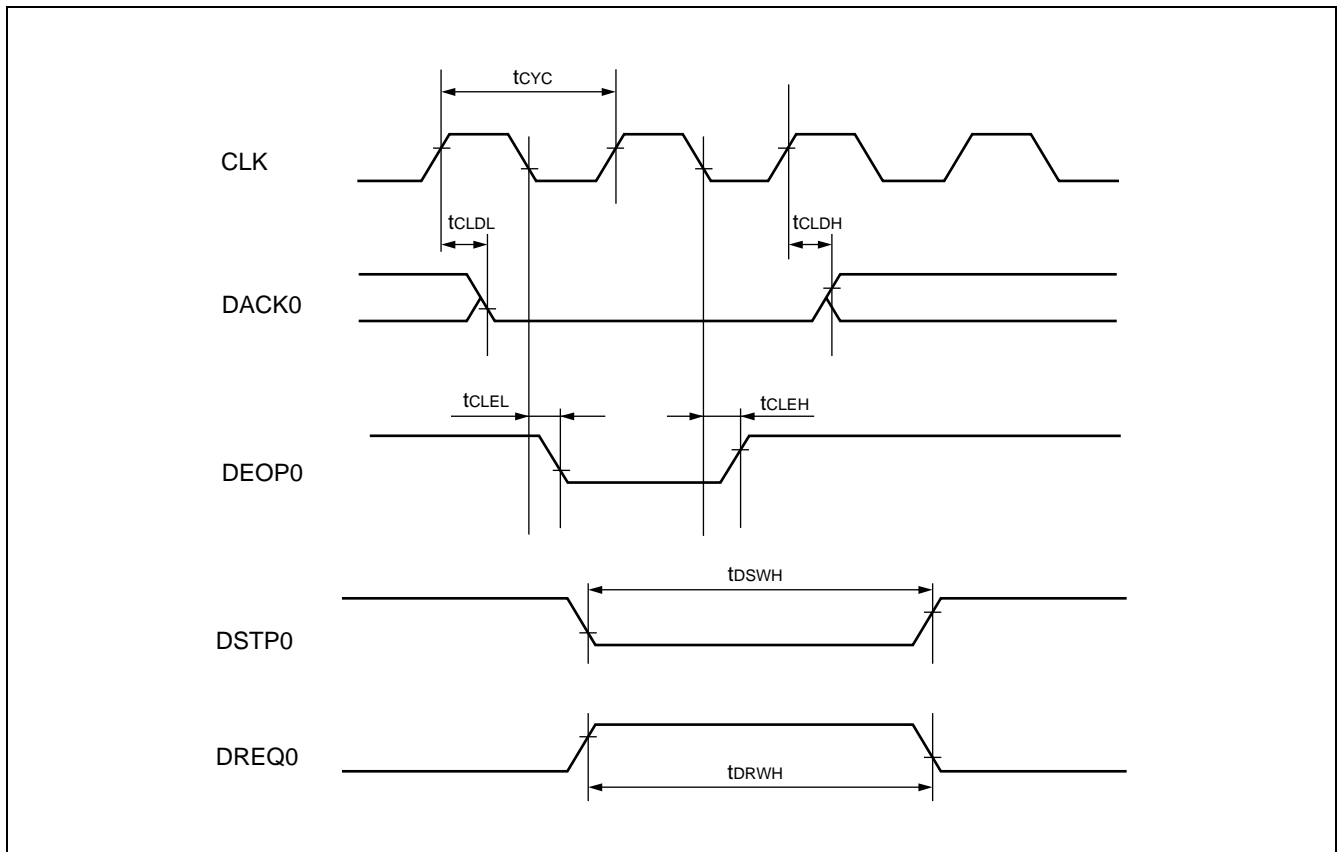 tCYC
CLK
tCLDL
tCLDH
DACK0
tCLEL
tCLEH
DEOP0
tDSWH
DSTP0
DREQ0
tDRWH